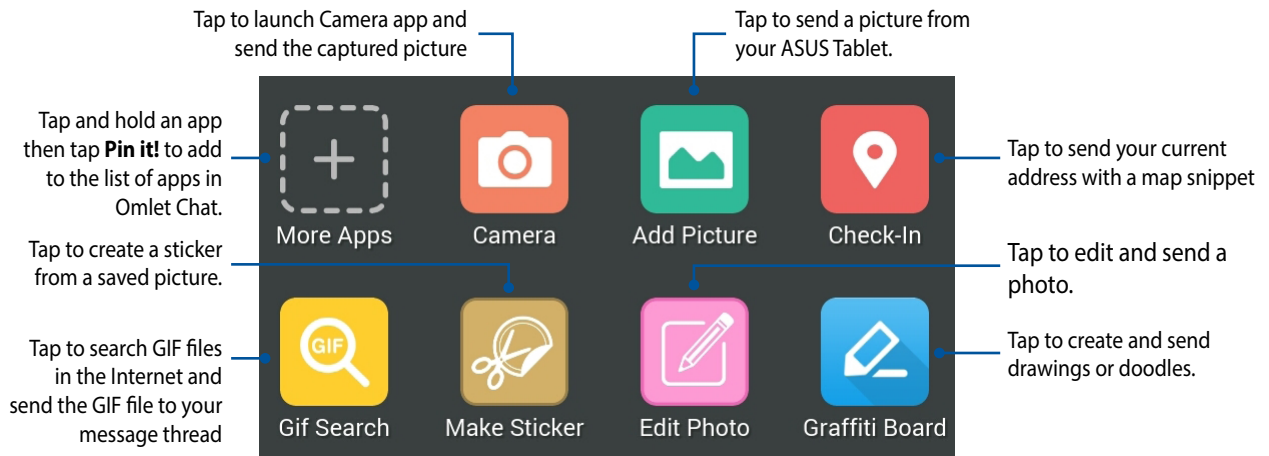 Tap to launch Camera app and
send the captured picture
Tap to send a picture from
your ASUS Tablet.
Tap and hold an app
then tap Pin it! to add
to the list of apps in
Omlet Chat.
More Apps
Camera
Add Picture
Check-In
Tap to send your current
address with a map snippet
Tap to create a sticker
from a saved picture.
Tap to edit and send a
photo.
Tap to search GIF files
in the Internet and
send the GIF file to your
message thread
GIF
Gif Search
Make Sticker
Edit Photo
Graffiti Board
Tap to create and send
drawings or doodles.